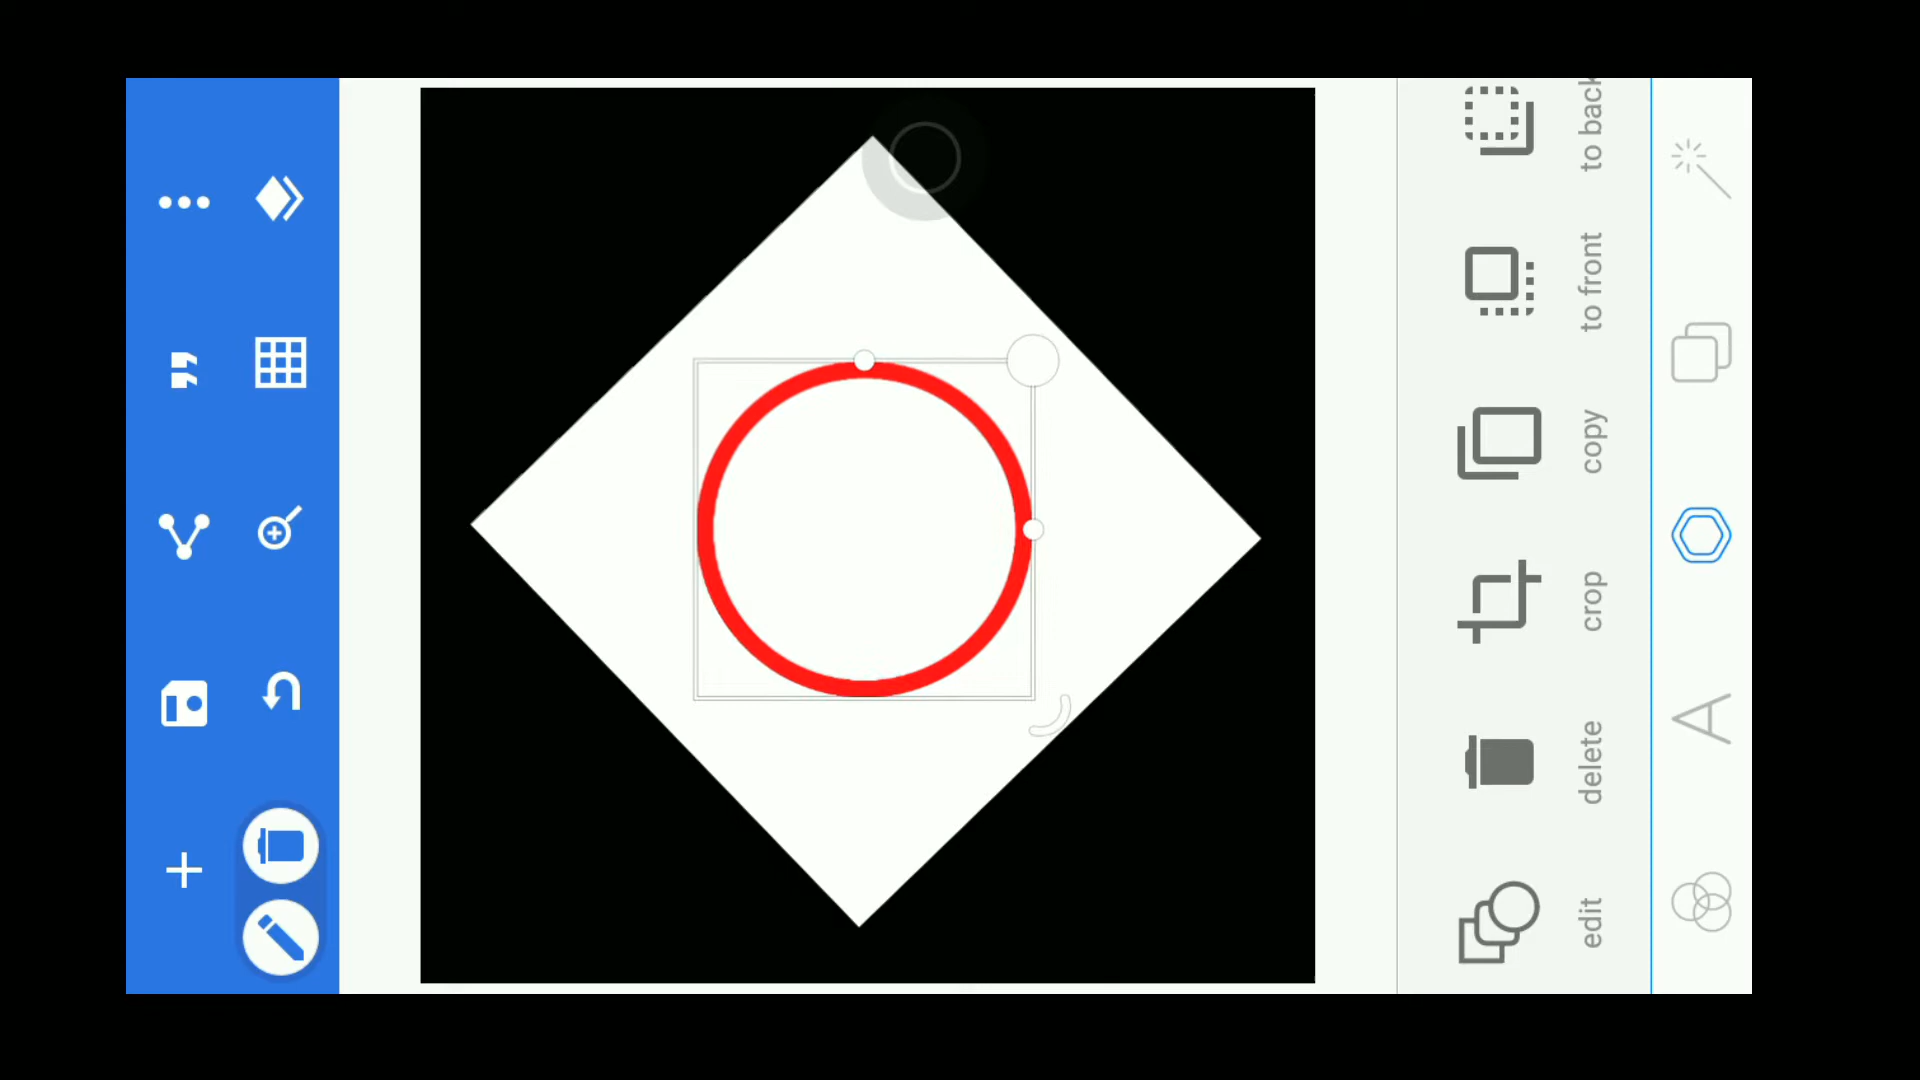 edit
delete
crop
copy
to front
to back